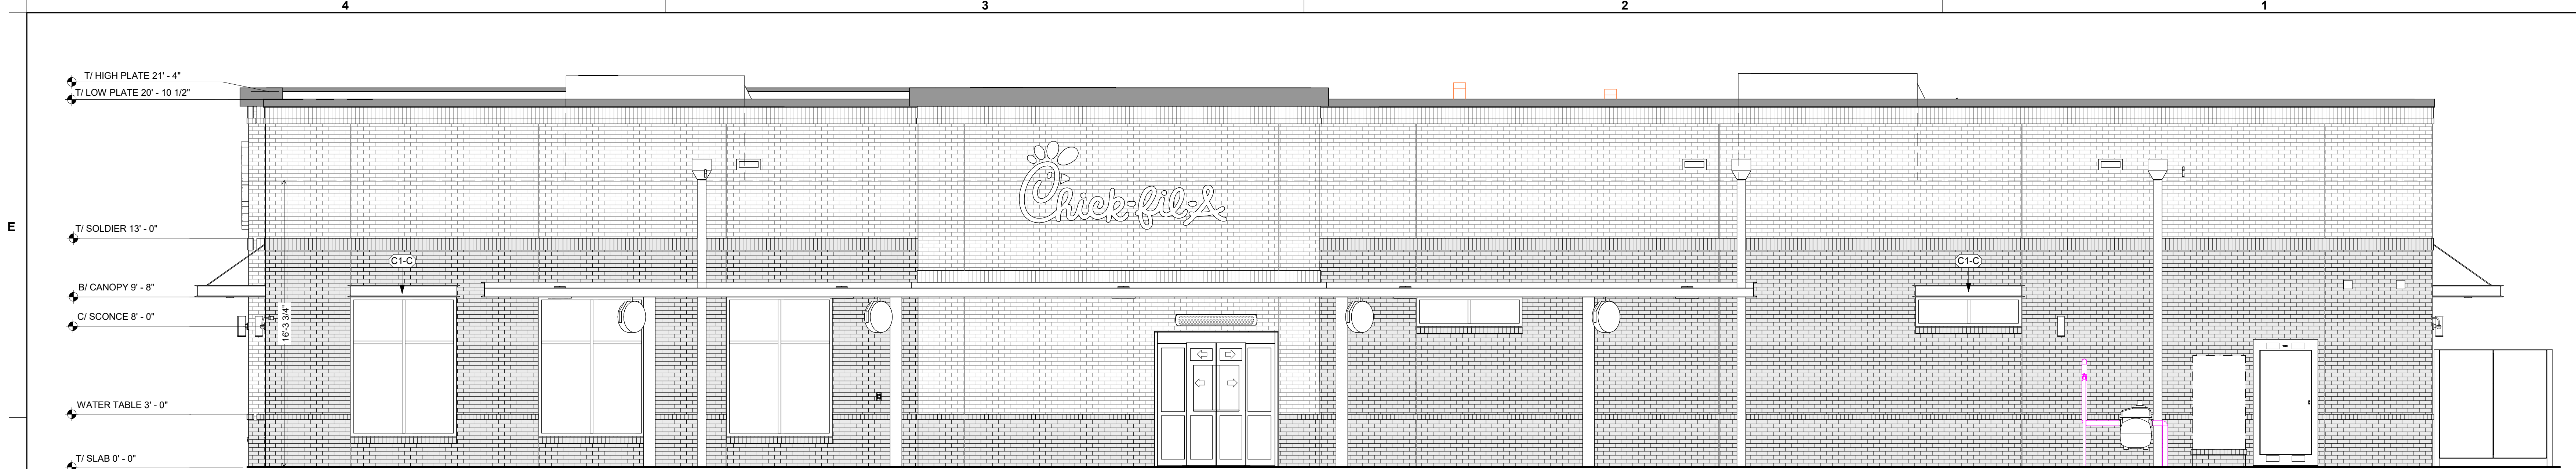 4
3
2
1
T/ HIGH PLATE 21' - 4"
T/ LOW PLATE 20' - 10 1/2"
Chick-fil-A
E
T/ SOLDIER 13' - 0"
C1-C
C1-C
B/ CANOPY 9' - 8"
C/ SCONCE 8' - 0"
16'-3 3/4"
WATER TABLE 3' - 0"
T/ SLAB 0' - 0"